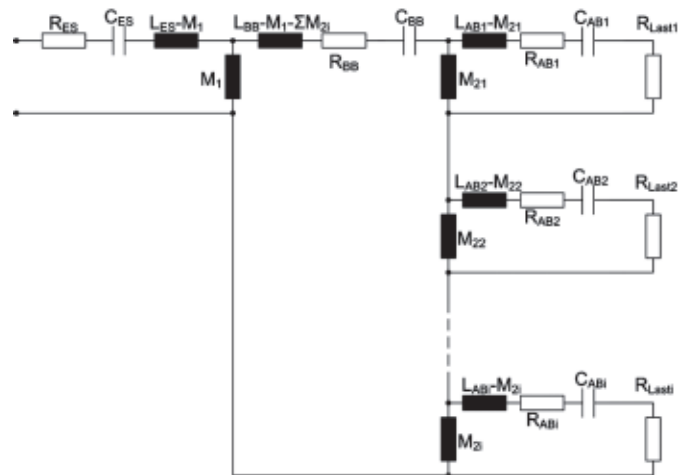 R_ES C_ES L_ES-M_1 L_BB-M_1-ΣM_2i C_BB L_AB1-M_21 C_AB1 R_Last1
R_BB R_AB1
M_1 M_21
L_AB2-M_22 C_AB2 R_Last2
R_AB2
M_22
L_ABi-M_2i C_ABi R_Lasti
R_ABi
M_2i